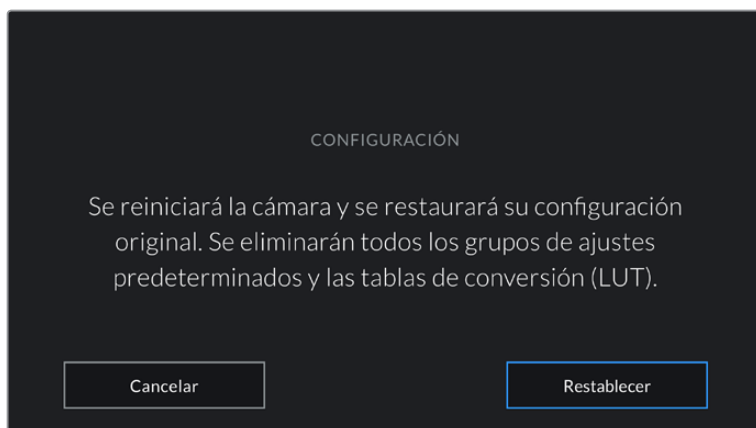 CONFIGURACIÓN
Se reiniciará la cámara y se restaurará su configuración
original. Se eliminarán todos los grupos de ajustes
predeterminados y las tablas de conversión (LUT).
Cancelar
Restablecer